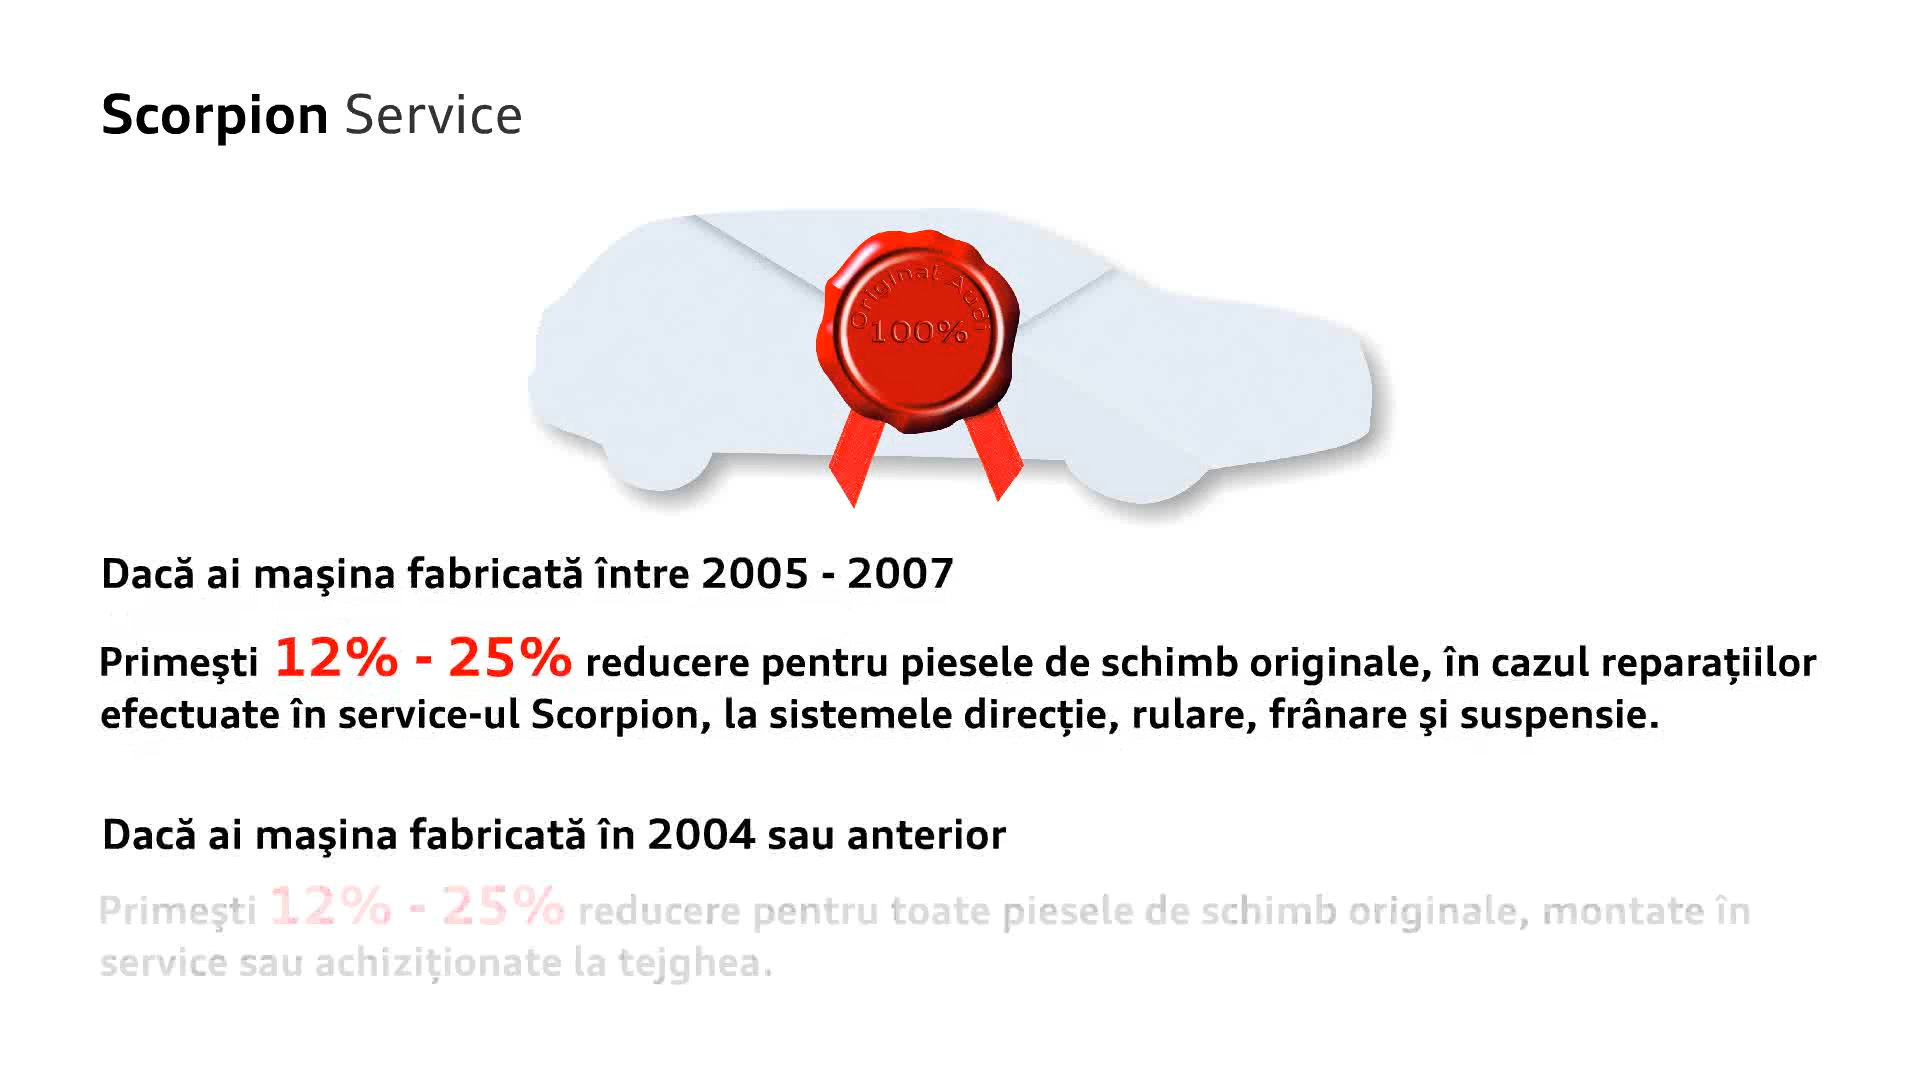 Scorpion Service
Original Audi
100%
Dacă ai maşina fabricată între 2005 - 2007
Primeşti 12% - 25% reducere pentru piesele de schimb originale, în cazul reparaţiilor
efectuate în service-ul Scorpion, la sistemele direcţie, rulare, frânare şi suspensie.
Dacă ai maşina fabricată în 2004 sau anterior
Primeşti 12% - 25% reducere pentru toate piesele de schimb originale, montate în
service sau achiziţionate la tejghea.